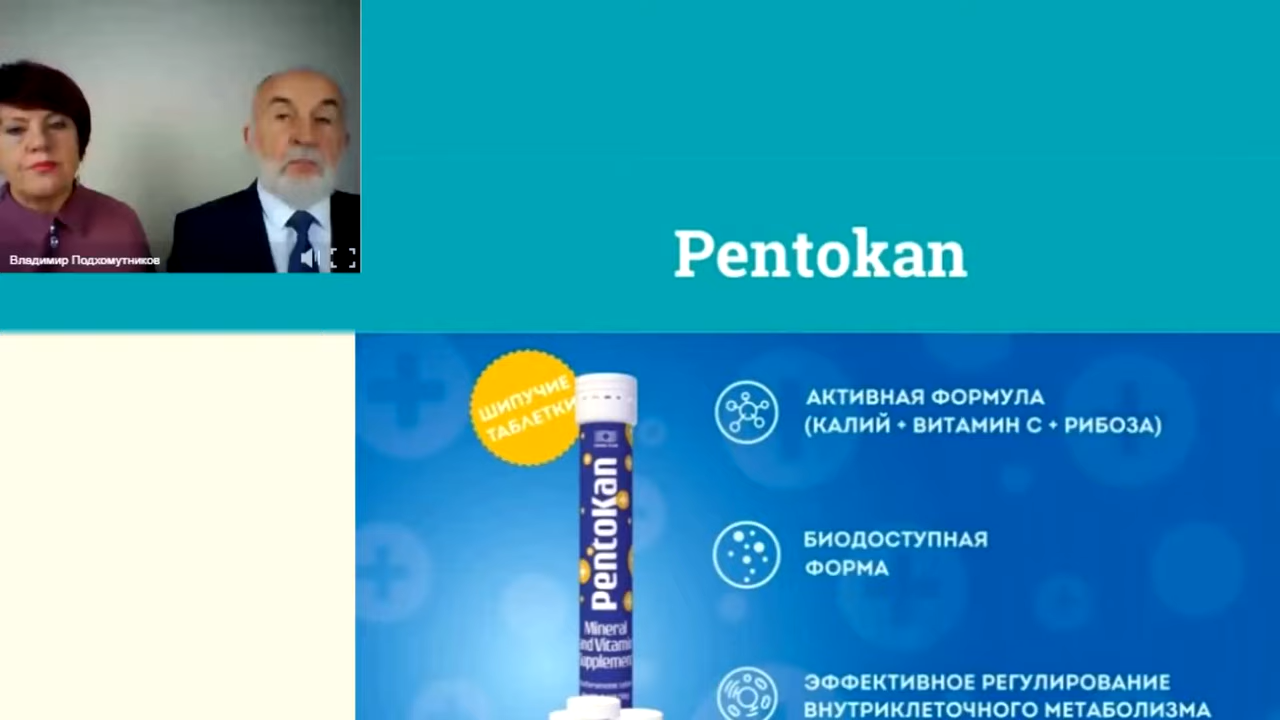 Владимир Подхомутников
Pentokan
ШИПУЧИЕ
ТАБЛЕТКИ
АКТИВНАЯ ФОРМУЛА
(КАЛИЙ + ВИТАМИН С + РИБОЗА)
БИОДОСТУПНАЯ
ФОРМА
PentoKan
Mineral
and Vitamin
Supplement
ЭФФЕКТИВНОЕ РЕГУЛИРОВАНИЕ
ВНУТРИКЛЕТОЧНОГО МЕТАБОЛИЗМА